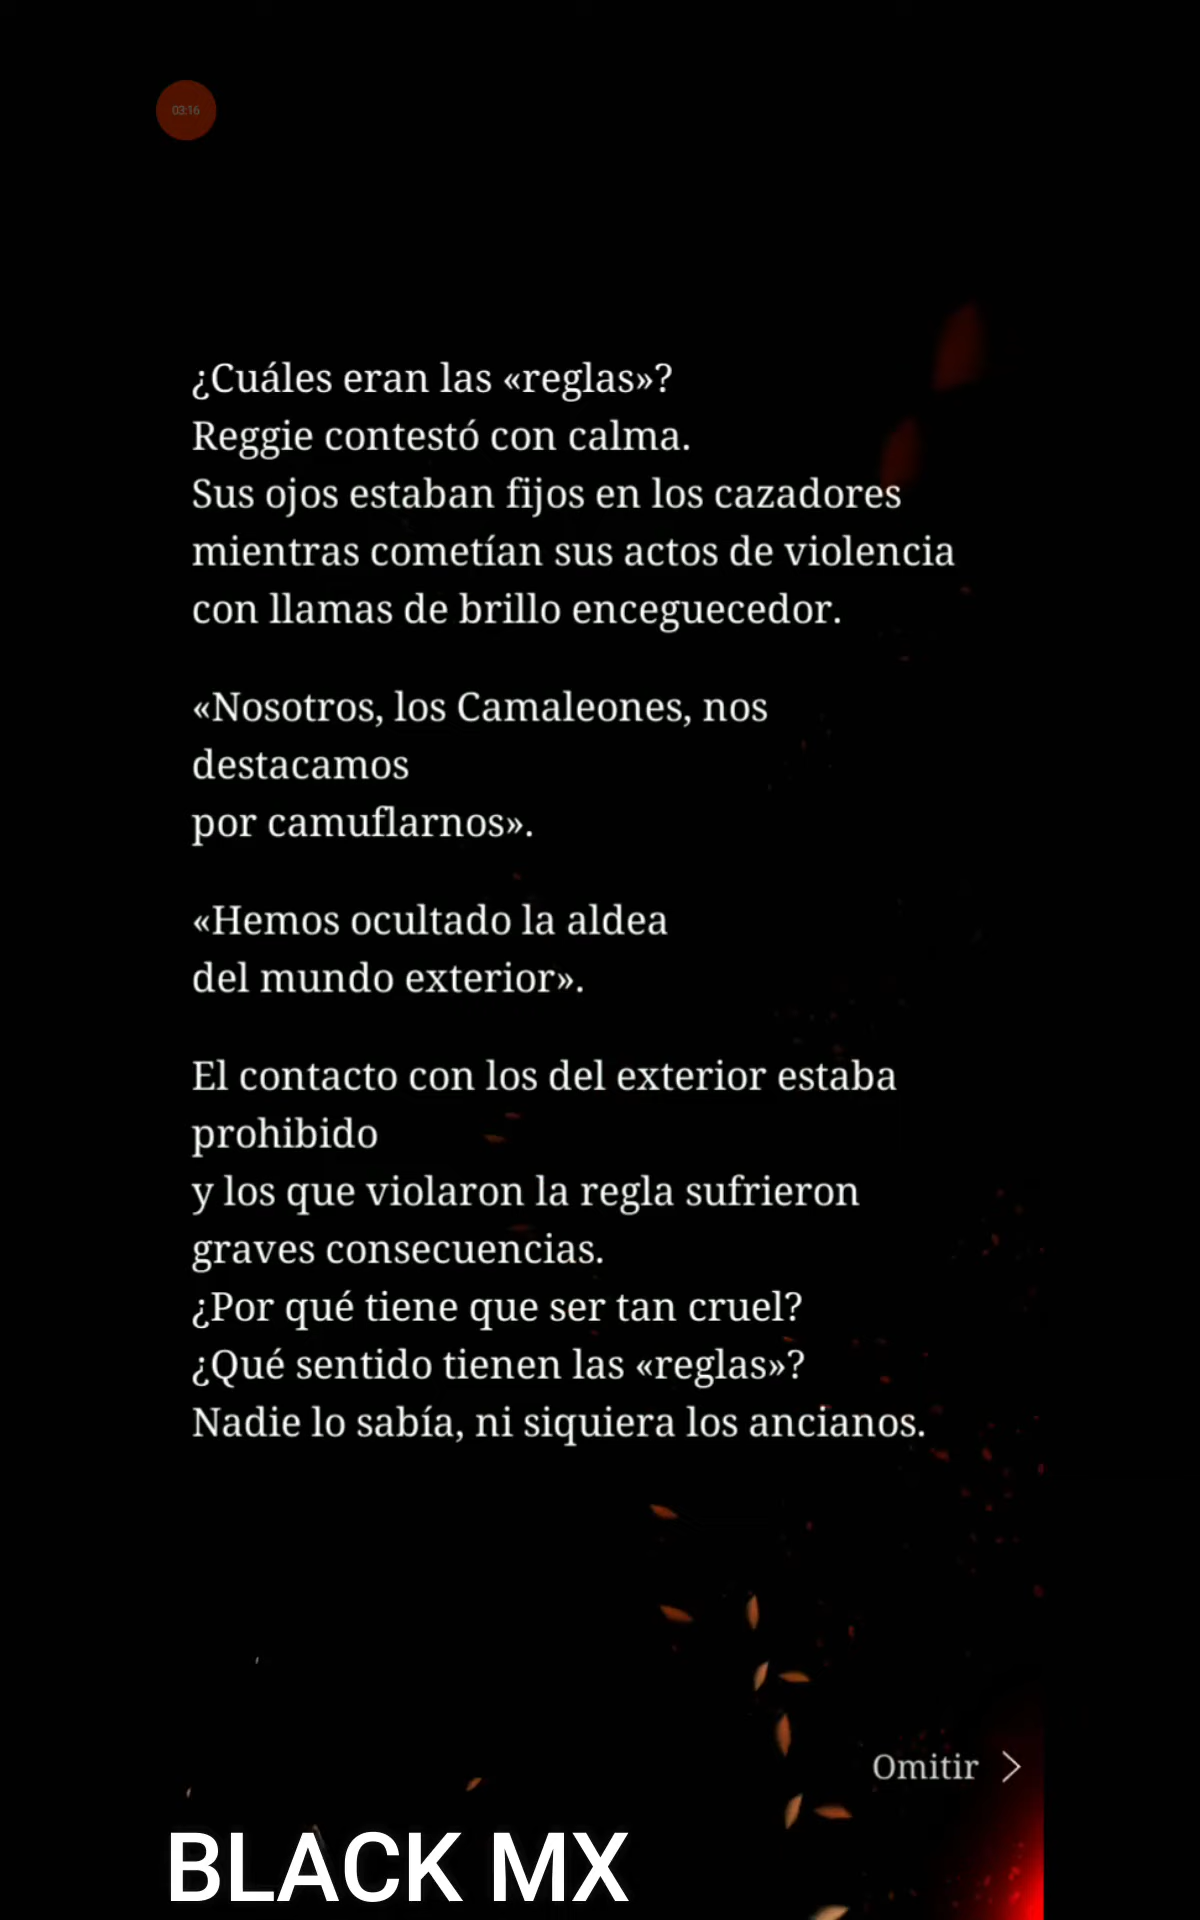 03:16
¿Cuáles eran las «reglas»?
Reggie contestó con calma.
Sus ojos estaban fijos en los cazadores
mientras cometían sus actos de violencia
con llamas de brillo enceguecedor.
«Nosotros, los Camaleones, nos
destacamos
por camuflarnos».
«Hemos ocultado la aldea
del mundo exterior».
El contacto con los del exterior estaba
prohibido
y los que violaron la regla sufrieron
graves consecuencias.
¿Por qué tiene que ser tan cruel?
¿Qué sentido tienen las «reglas»?
Nadie lo sabía, ni siquiera los ancianos.
Omitir
BLACK MX